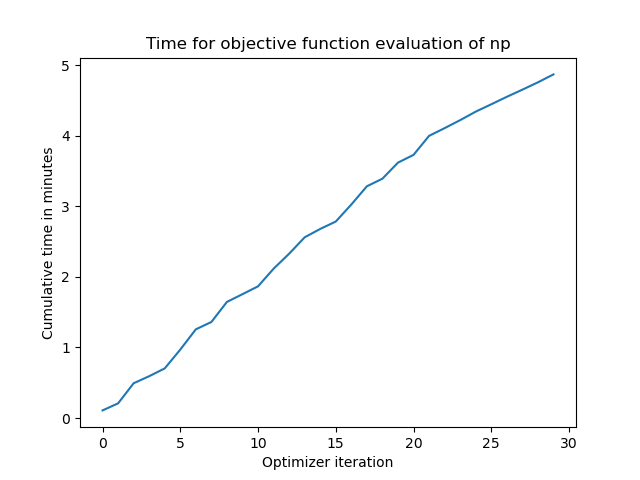 Time for objective function evaluation of np
Cumulative time in minutes
5
4
3
2
1
0
0 5 10 15 20 25 30
Optimizer iteration